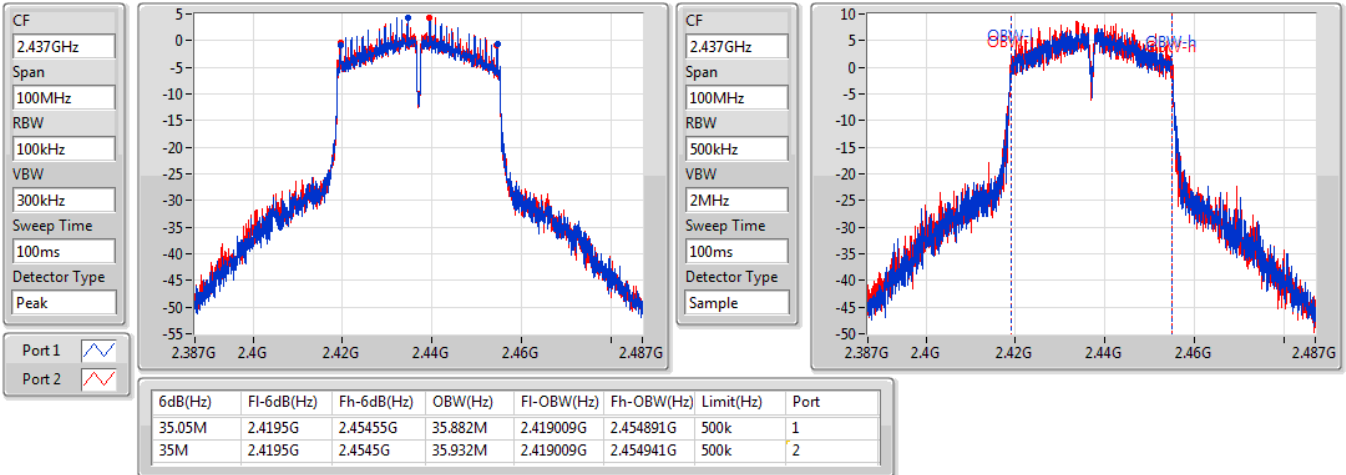 CF
2.437GHz
Span
100MHz
RBW
100kHz
VBW
300kHz
Sweep Time
100ms
Detector Type
Peak
Port 1
Port 2
5
0
-5
-10
-15
-20
-25
-30
-35
-40
-45
-50
-55
2.387G 2.4G 2.42G 2.44G 2.46G 2.487G
CF
2.437GHz
Span
100MHz
RBW
500kHz
VBW
2MHz
Sweep Time
100ms
Detector Type
Sample
10
5
0
-5
-10
-15
-20
-25
-30
-35
-40
-45
-50
OBW-l OBW-h
OBW-l OBW-h
2.387G 2.4G 2.42G 2.44G 2.46G 2.487G
6dB(Hz) Fl-6dB(Hz) Fh-6dB(Hz) OBW(Hz) Fl-OBW(Hz) Fh-OBW(Hz) Limit(Hz) Port
35.05M 2.4195G 2.45455G 35.882M 2.419009G 2.454891G 500k 1
35M 2.4195G 2.4545G 35.932M 2.419009G 2.454941G 500k 2